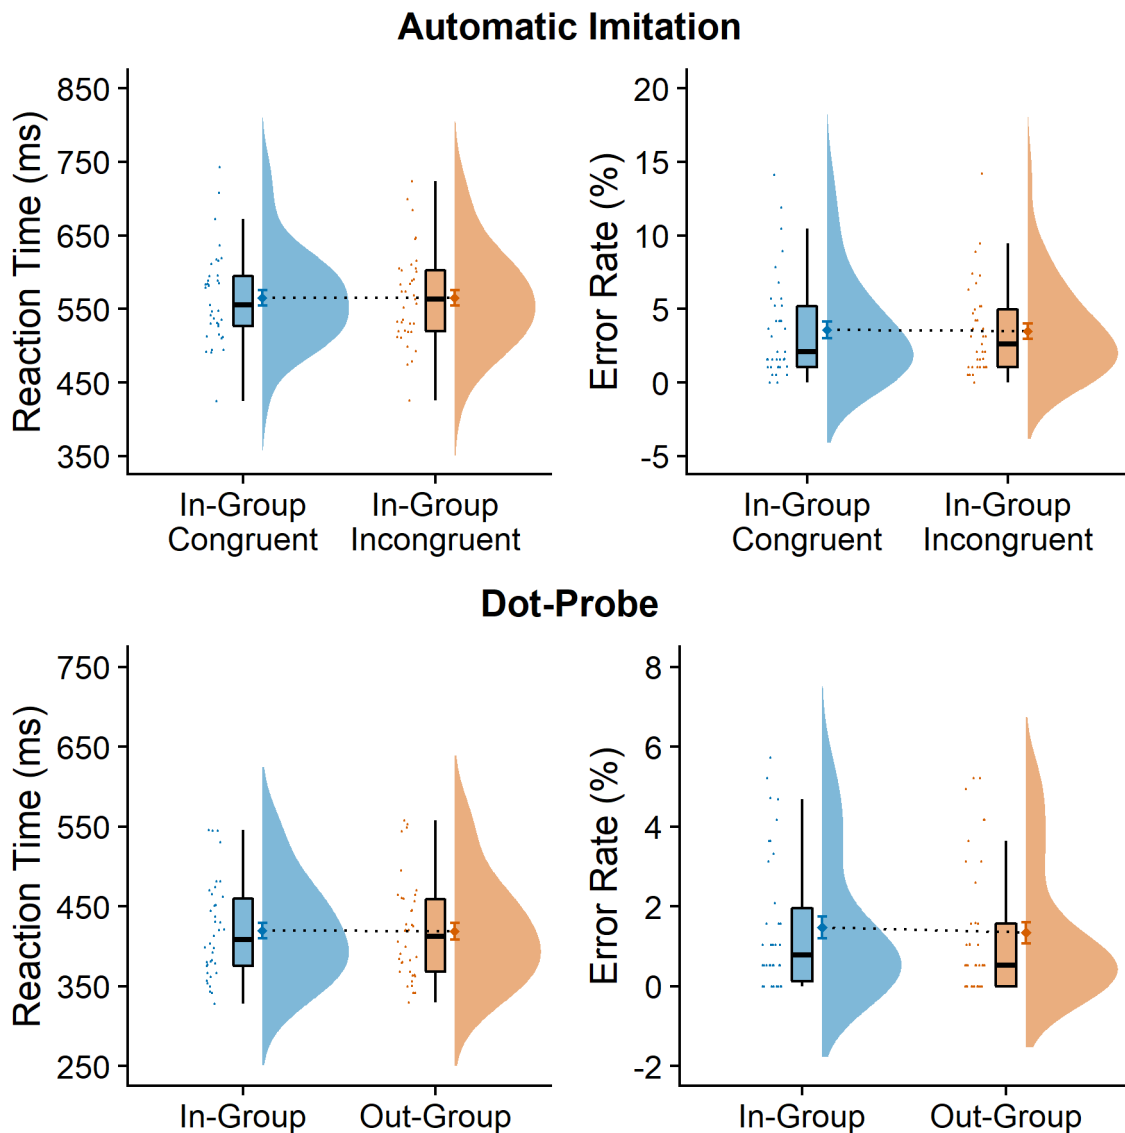 Automatic Imitation
Reaction Time (ms)
850
750
650
550
450
350
In-Group
Congruent
In-Group
Incongruent
Error Rate (%)
20
15
10
5
0
-5
In-Group
Congruent
In-Group
Incongruent
Dot-Probe
Reaction Time (ms)
750
650
550
450
350
250
In-Group
Out-Group
Error Rate (%)
8
6
4
2
0
-2
In-Group
Out-Group